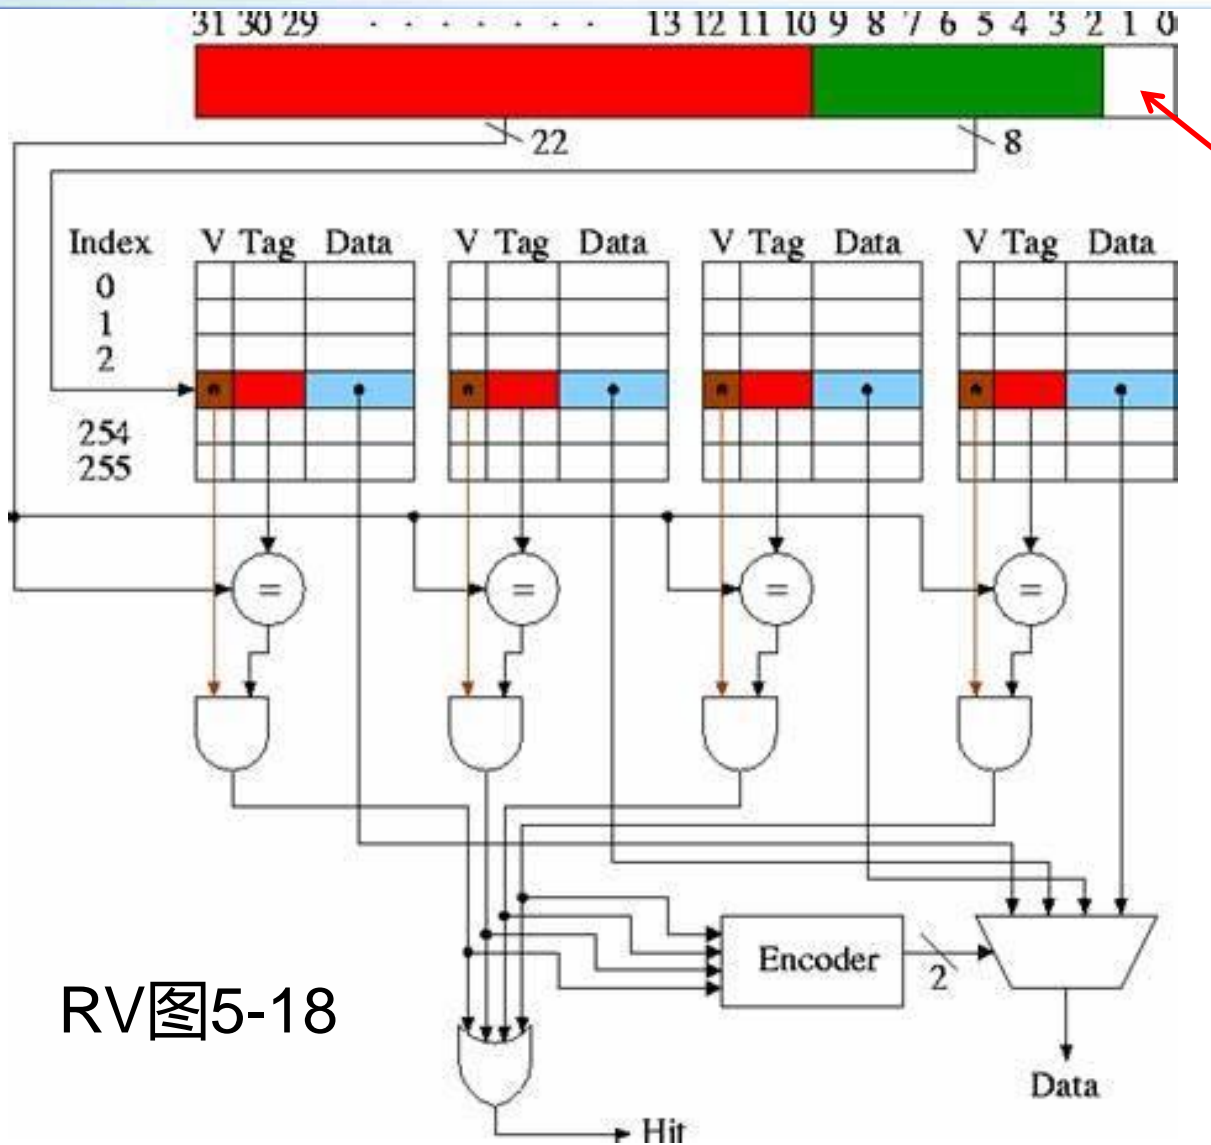 31 30 29 . . . . . . . 13 12 11 10 9 8 7 6 5 4 3 2 1 0
22 8
Index V Tag Data V Tag Data V Tag Data V Tag Data
0
1
2
254
255
= = = =
Encoder
2
RV图5-18
Data
Hit